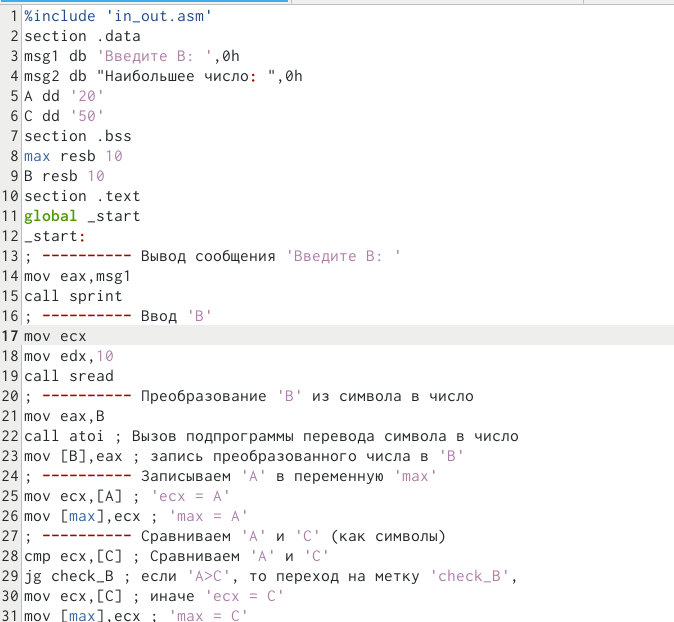 1 %include 'in_out.asm'
2 section .data
3 msg1 db 'Введите B: ',0h
4 msg2 db "Наибольшее число: ",0h
5 A dd '20'
6 C dd '50'
7 section .bss
8 max resb 10
9 B resb 10
10 section .text
11 global _start
12 _start:
13 ; ---------- Вывод сообщения 'Введите B: '
14 mov eax,msg1
15 call sprint
16 ; ---------- Ввод 'B'
17 mov ecx
18 mov edx,10
19 call sread
20 ; ---------- Преобразование 'B' из символа в число
21 mov eax,B
22 call atoi ; Вызов подпрограммы перевода символа в число
23 mov [B],eax ; запись преобразованного числа в 'B'
24 ; ---------- Записываем 'A' в переменную 'max'
25 mov ecx,[A] ; 'ecx = A'
26 mov [max],ecx ; 'max = A'
27 ; ---------- Сравниваем 'A' и 'С' (как символы)
28 cmp ecx,[C] ; Сравниваем 'A' и 'С'
29 jg check_B ; если 'A>C', то переход на метку 'check_B',
30 mov ecx,[C] ; иначе 'ecx = C'
31 mov [max],ecx ; 'max = C'